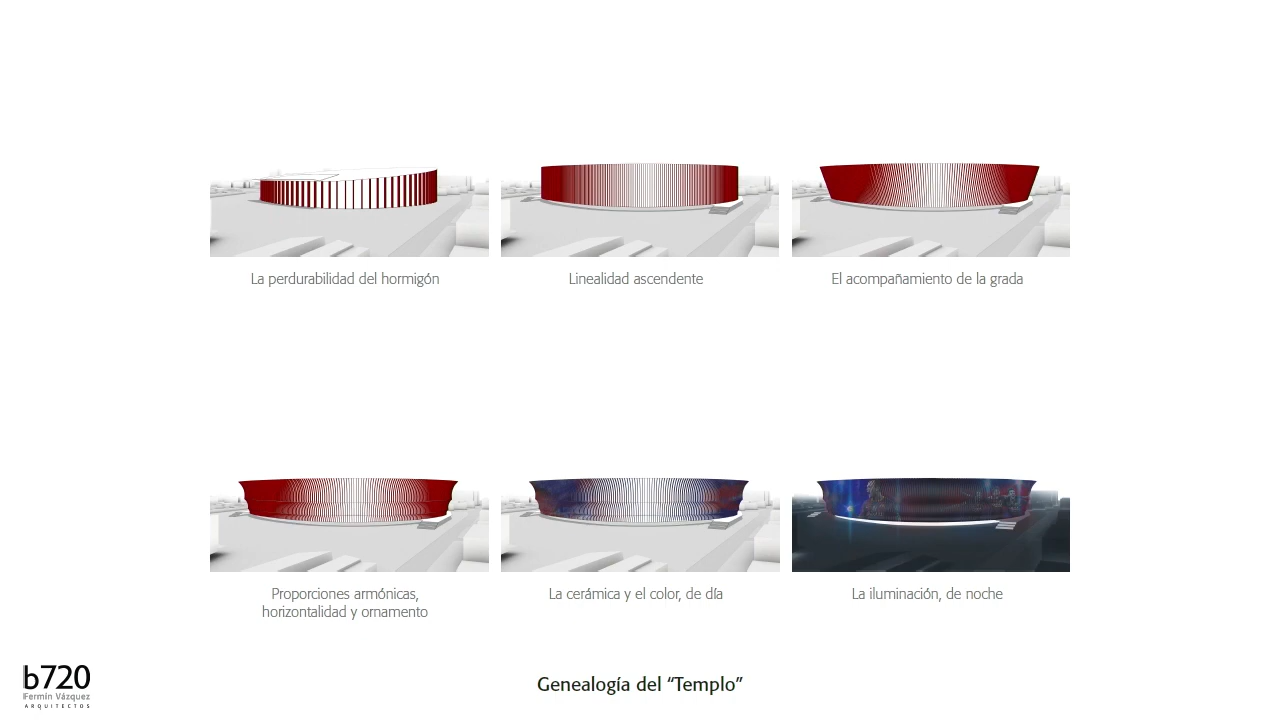 La perdurabilidad del hormigón
Linealidad ascendente
El acompañamiento de la grada
Proporciones armónicas,
horizontalidad y ornamento
La cerámica y el color, de día
La iluminación, de noche
b720
Fermín Vázquez
ARQUITECTOS
Genealogía del “Templo”